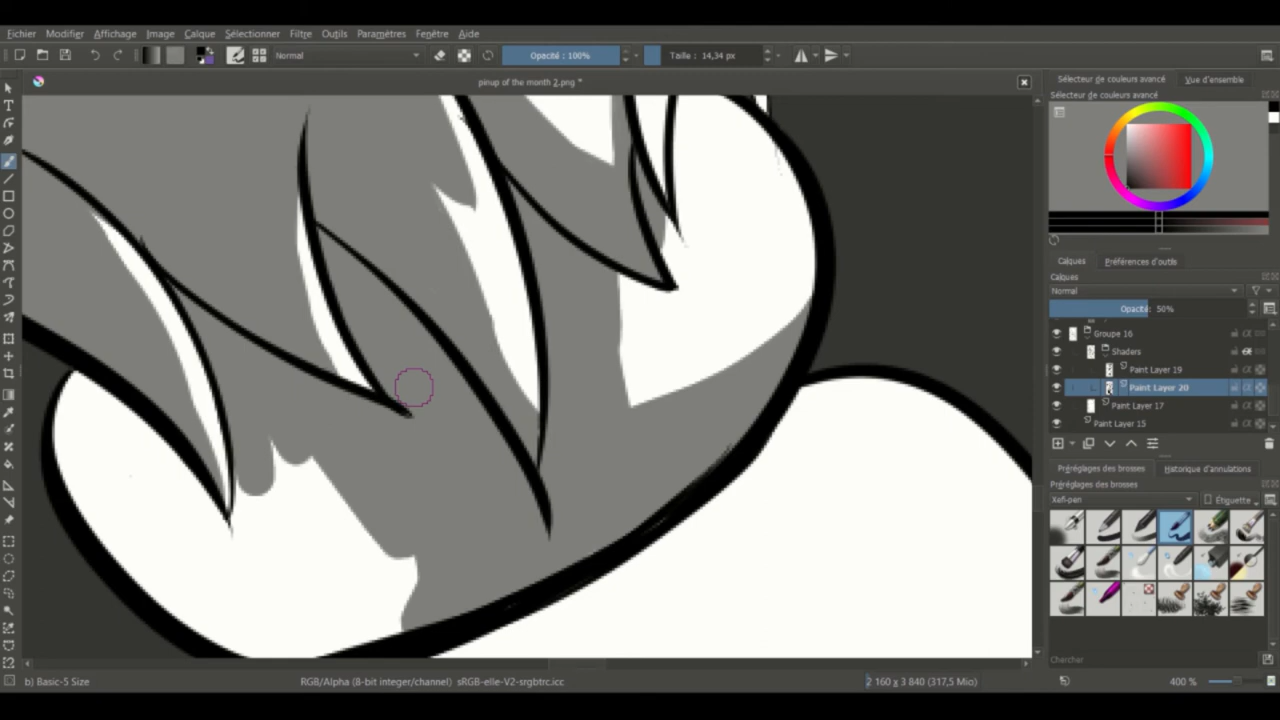 Fichier Modifier Affichage Image Calque Sélectionner Filtre Outils Paramètres Fenêtre Aide
Normal Opacité : 100% Taille : 14,34 px
pinup of the month 2.png *
Sélecteur de couleurs avancé Vue d'ensemble
Sélecteur de couleurs avancé
Calques Préférences d'outils
Calques
Normal
Opacité: 50%
Groupe 16
Shaders
Paint Layer 19
Paint Layer 20
Paint Layer 17
Paint Layer 15
Préréglages des brosses Historique d'annulations
Préréglages des brosses
Xefi-pen Étiquette
Chercher
b) Basic-5 Size RGB/Alpha (8-bit integer/channel) sRGB-elle-V2-srgbtrc.icc 2 160 x 3 840 (317,5 Mio) 400 %